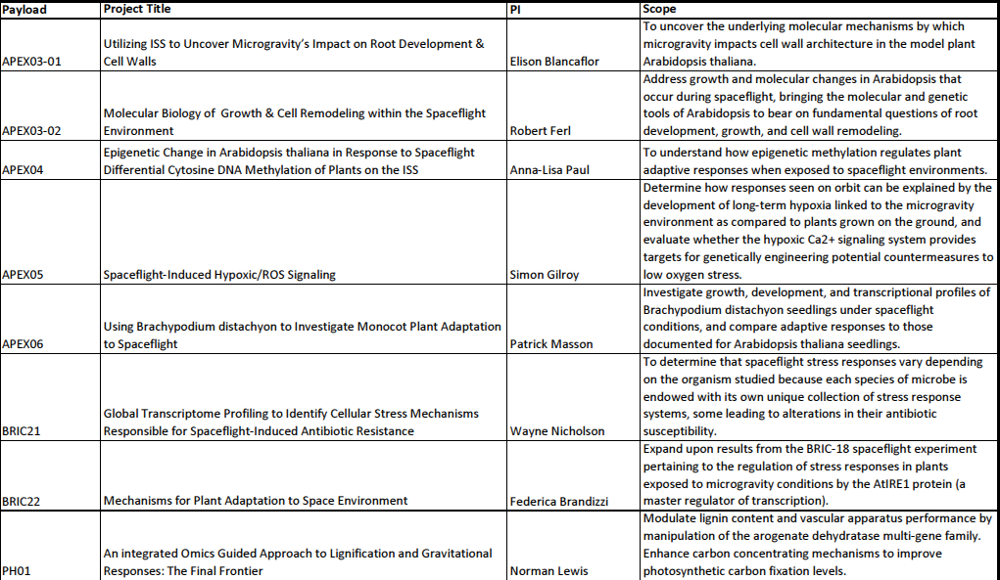 Payload Project Title PI Scope
To uncover the underlying molecular mechanisms by which
Utilizing ISS to Uncover Microgravity's Impact on Root Development & microgravity impacts cell wall architecture in the model plant
APEX03-01 Cell Walls Elison Blancaflor Arabidopsis thaliana.
Address growth and molecular changes in Arabidopsis that
occur during spaceflight, bringing the molecular and genetic
Molecular Biology of Growth & Cell Remodeling within the Spaceflight tools of Arabidopsis to bear on fundamental questions of root
APEX03-02 Environment Robert Ferl development, growth, and cell wall remodeling.
Epigenetic Change in Arabidopsis thaliana in Response to Spaceflight To understand how epigenetic methylation regulates plant
APEX04 Differential Cytosine DNA Methylation of Plants on the ISS Anna-Lisa Paul adaptive responses when exposed to spaceflight environments.
Determine how responses seen on orbit can be explained by the
development of long-term hypoxia linked to the microgravity
environment as compared to plants grown on the ground, and
evaluate whether the hypoxic Ca2+ signaling system provides
targets for genetically engineering potential countermeasures to
APEX05 Spaceflight-Induced Hypoxic/ROS Signaling Simon Gilroy low oxygen stress.
Investigate growth, development, and transcriptional profiles of
Brachypodium distachyon seedlings under spaceflight
Using Brachypodium distachyon to Investigate Monocot Plant Adaptation conditions, and compare adaptive responses to those
APEX06 to Spaceflight Patrick Masson documented for Arabidopsis thaliana seedlings.
To determine that spaceflight stress responses vary depending
on the organism studied because each species of microbe is
endowed with its own unique collection of stress response
Global Transcriptome Profiling to Identify Cellular Stress Mechanisms systems, some leading to alterations in their antibiotic
BRIC21 Responsible for Spaceflight-Induced Antibiotic Resistance Wayne Nicholson susceptibility.
Expand upon results from the BRIC-18 spaceflight experiment
pertaining to the regulation of stress responses in plants
exposed to microgravity conditions by the AtIRE1 protein (a
BRIC22 Mechanisms for Plant Adaptation to Space Environment Federica Brandizzi master regulator of transcription).
Modulate lignin content and vascular apparatus performance by
manipulation of the arogenate dehydratase multi-gene family.
An integrated Omics Guided Approach to Lignification and Gravitational Enhance carbon concentrating mechanisms to improve
PH01 Responses: The Final Frontier Norman Lewis photosynthetic carbon fixation levels.